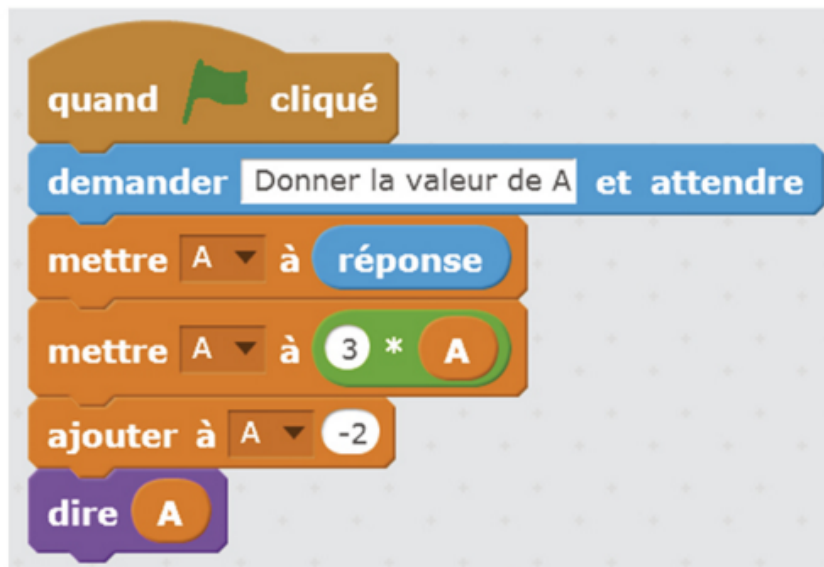 quand cliqué
demander Donner la valeur de A et attendre
mettre A à réponse
mettre A à 3 * A
ajouter à A -2
dire A